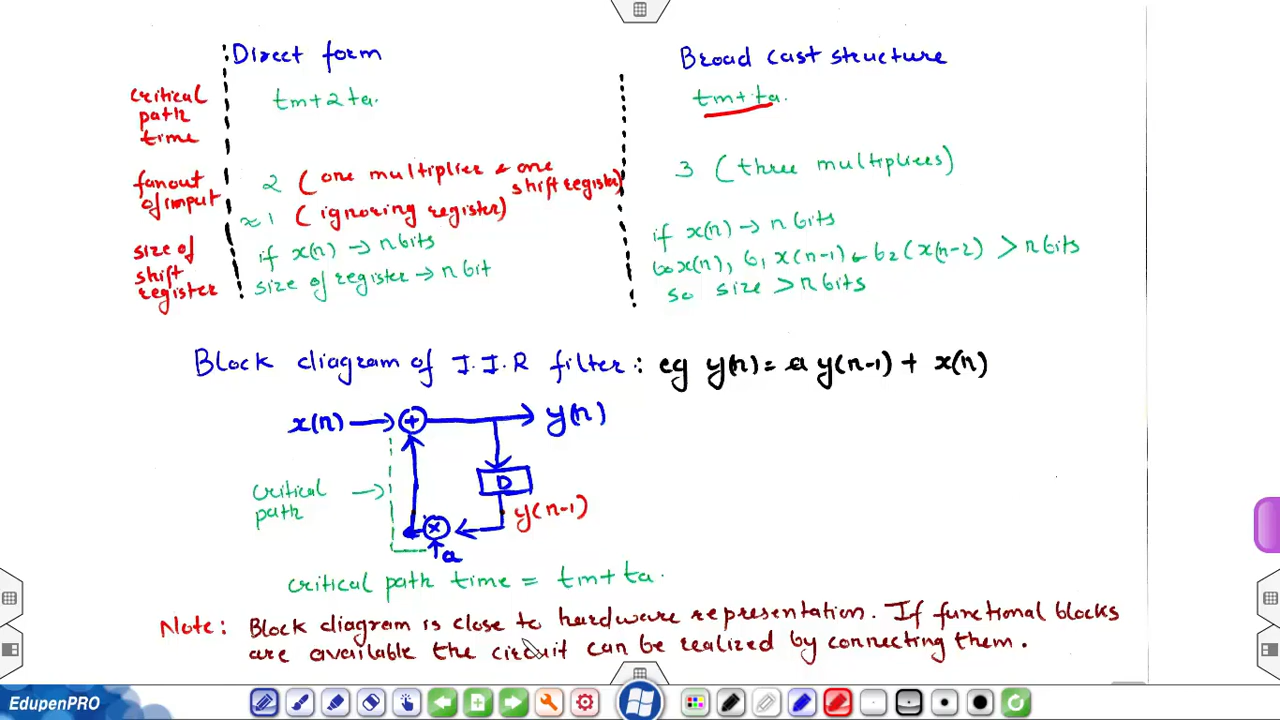 Direct form
Broad cast structure
critical path time
tm+2ta.
tm+ta.
fanout of input
2 (one multiplier & one shift register)
≈1 (ignoring register)
3 (three multipliers)
size of shift register
if x(n) → n bits
size of register → n bit
if x(n) → n bits
b0x(n), b1x(n-1) & b2(x(n-2) > n bits
so size > n bits
Block diagram of I.I.R filter: eg y(n)= a y(n-1) + x(n)
x(n) + y(n)
D
critical path
y(n-1)
×
a
critical path time = tm+ta.
Note: Block diagram is close to hardware representation. If functional blocks
are available the circuit can be realized by connecting them.
EdupenPRO